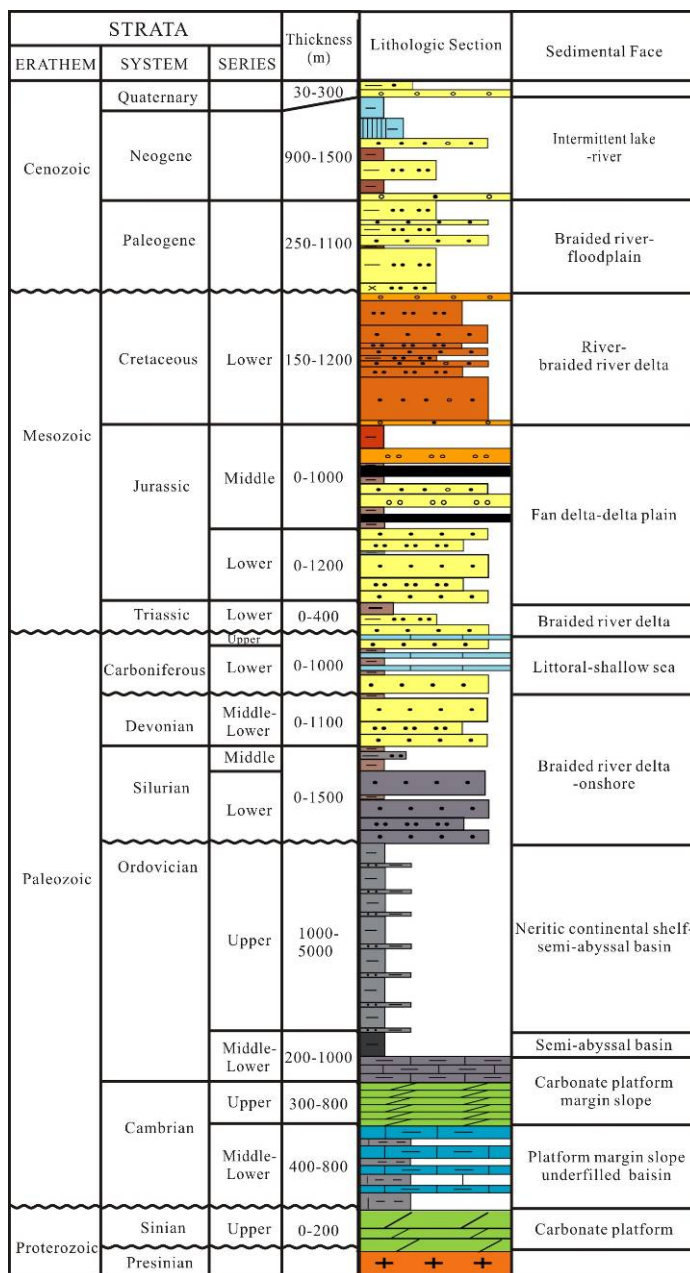 STRATA
Thickness
(m)
Lithologic Section
Sedimental Face
ERATHEM
SYSTEM
SERIES
Cenozoic
Quaternary
30-300
Neogene
900-1500
Intermittent lake
-river
Paleogene
250-1100
Braided river-
floodplain
Mesozoic
Cretaceous
Lower
150-1200
River-
braided river delta
Jurassic
Middle
0-1000
Fan delta-delta plain
Lower
0-1200
Triassic
Lower
0-400
Braided river delta
Paleozoic
Carboniferous
Upper
Lower
0-1000
Littoral-shallow sea
Devonian
Middle-
Lower
0-1100
Braided river delta
-onshore
Silurian
Middle
Lower
0-1500
Ordovician
Upper
1000-
5000
Neritic continental shelf-
semi-abyssal basin
Middle-
Lower
200-1000
Semi-abyssal basin
Carbonate platform
margin slope
Cambrian
Upper
300-800
Middle-
Lower
400-800
Platform margin slope
underfilled baisin
Proterozoic
Sinian
Upper
0-200
Carbonate platform
Presinian